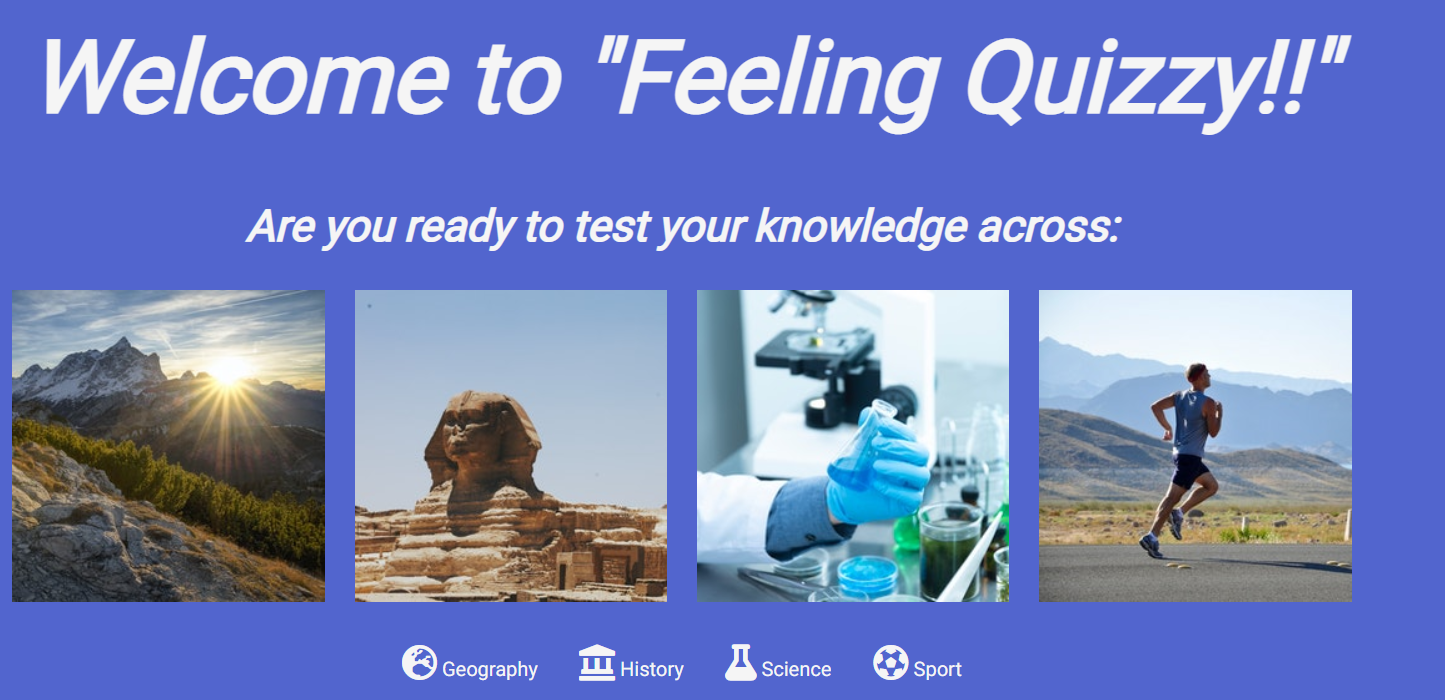 Welcome to "Feeling Quizzy!!"
Are you ready to test your knowledge across:
Geography History Science Sport